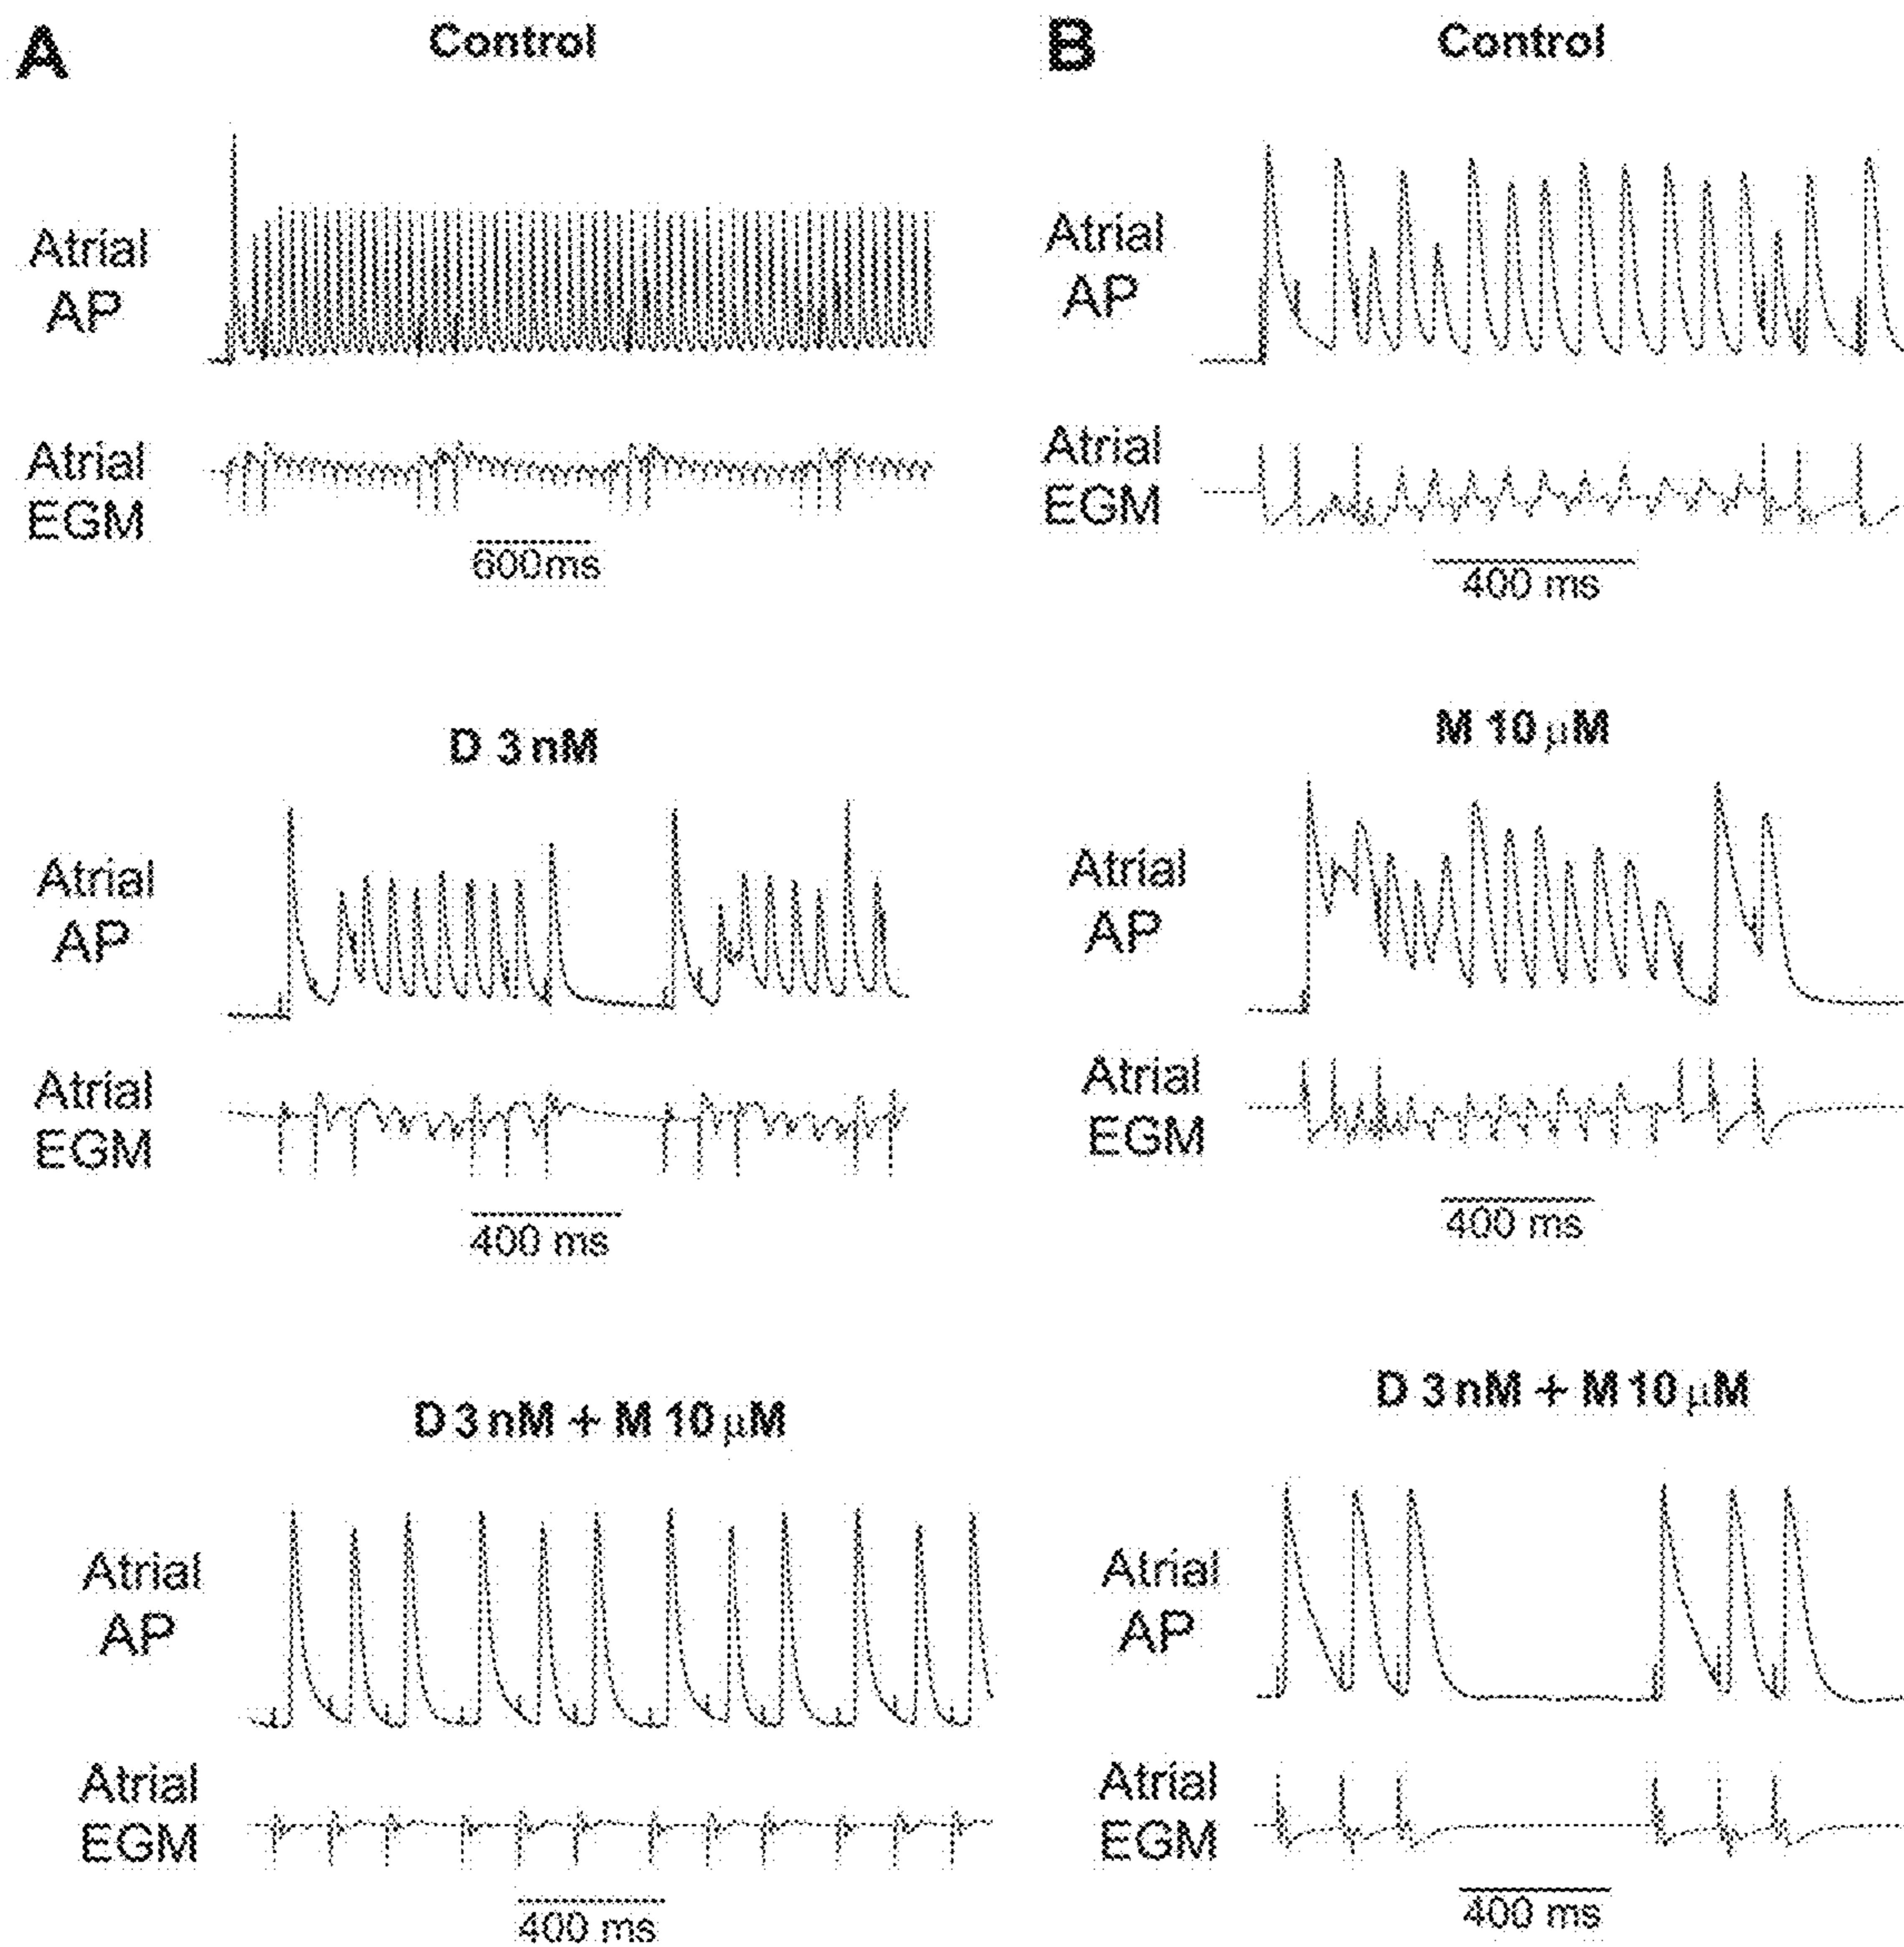 A
Control
Atrial
AP
Atrial
EGM
600ms
D 3 nM
Atrial
AP
Atrial
EGM
400 ms
D 3 nM + M 10 μM
Atrial
AP
Atrial
EGM
400 ms
B
Control
Atrial
AP
Atrial
EGM
400 ms
M 10 μM
Atrial
AP
Atrial
EGM
400 ms
D 3 nM + M 10 μM
Atrial
AP
Atrial
EGM
400 ms